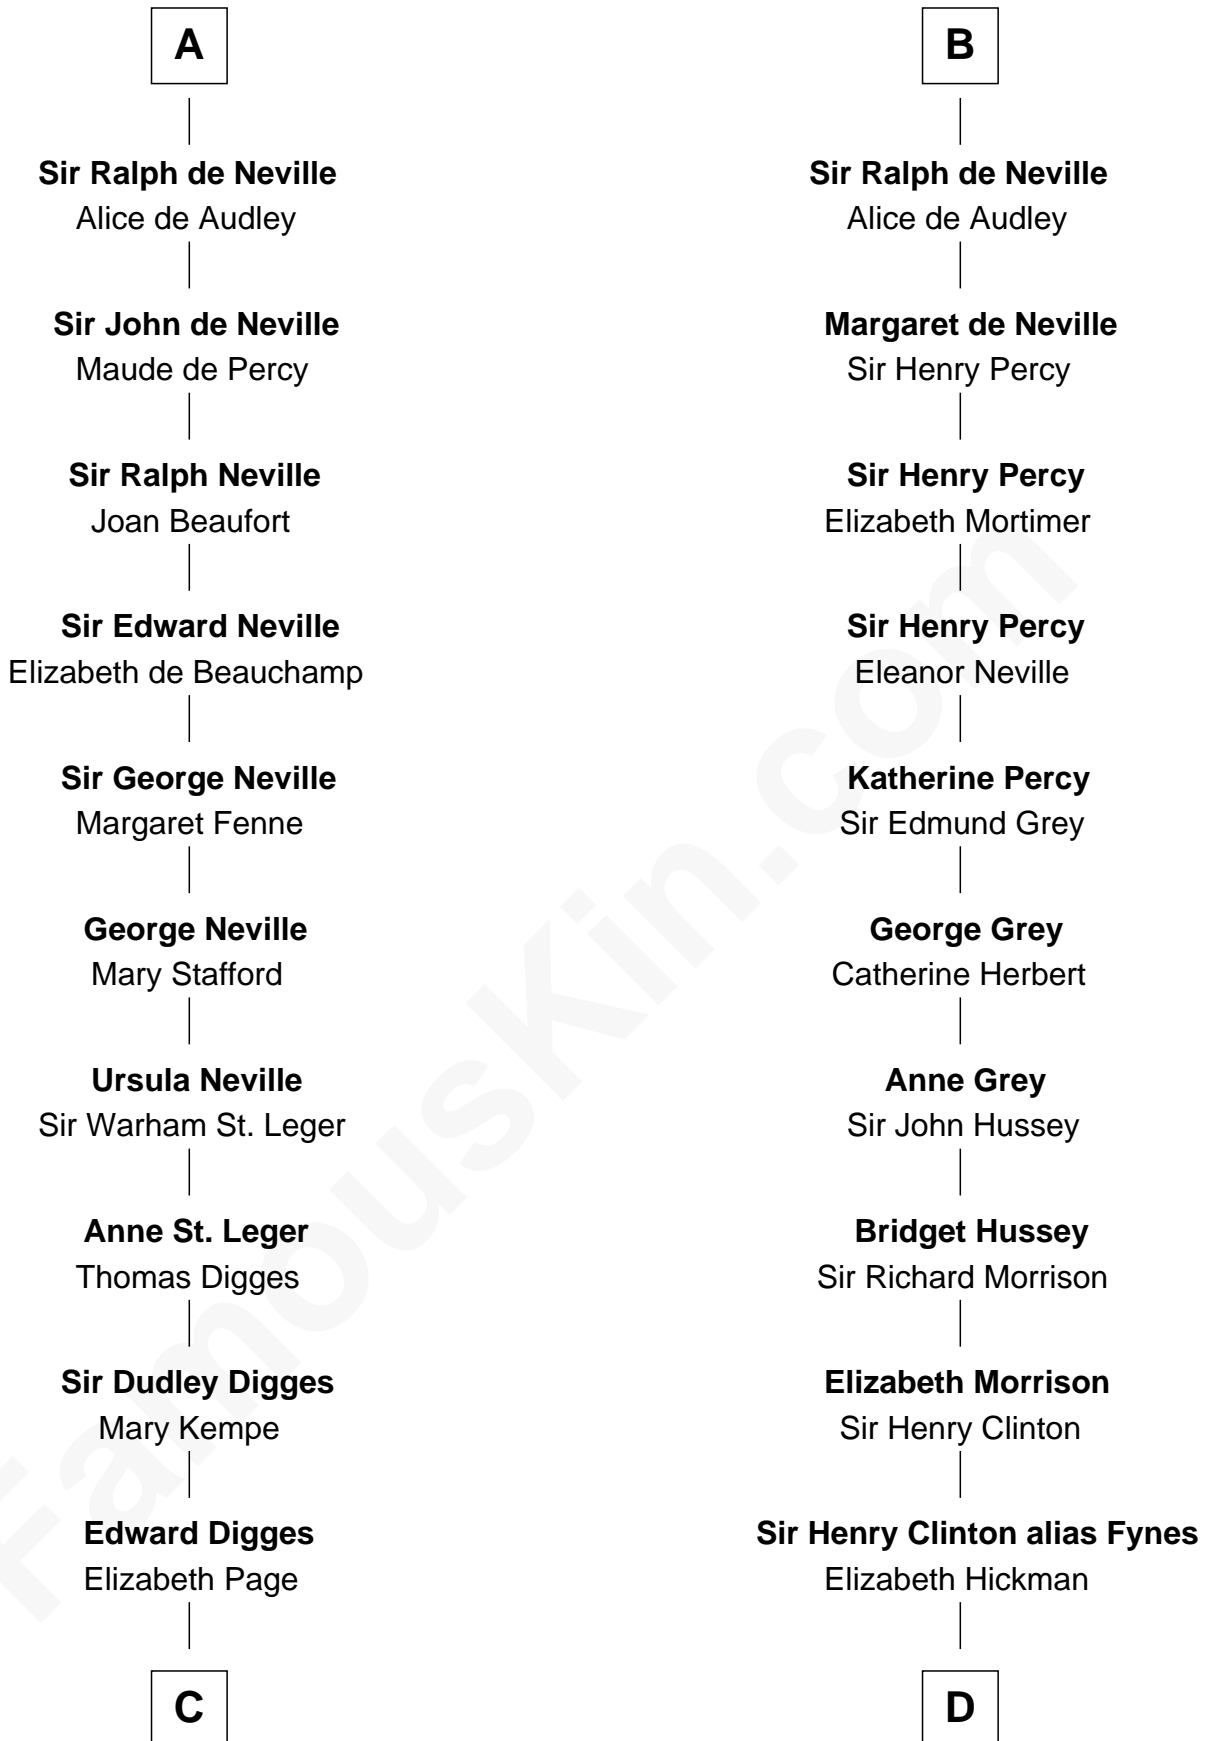 A
Sir Ralph de Neville
Alice de Audley
Sir John de Neville
Maude de Percy
Sir Ralph Neville
Joan Beaufort
Sir Edward Neville
Elizabeth de Beauchamp
Sir George Neville
Margaret Fenne
George Neville
Mary Stafford
Ursula Neville
Sir Warham St. Leger
Anne St. Leger
Thomas Digges
Sir Dudley Digges
Mary Kempe
Edward Digges
Elizabeth Page
C
B
Sir Ralph de Neville
Alice de Audley
Margaret de Neville
Sir Henry Percy
Sir Henry Percy
Elizabeth Mortimer
Sir Henry Percy
Eleanor Neville
Katherine Percy
Sir Edmund Grey
George Grey
Catherine Herbert
Anne Grey
Sir John Hussey
Bridget Hussey
Sir Richard Morrison
Elizabeth Morrison
Sir Henry Clinton
Sir Henry Clinton alias Fynes
Elizabeth Hickman
D
FamousKin.com